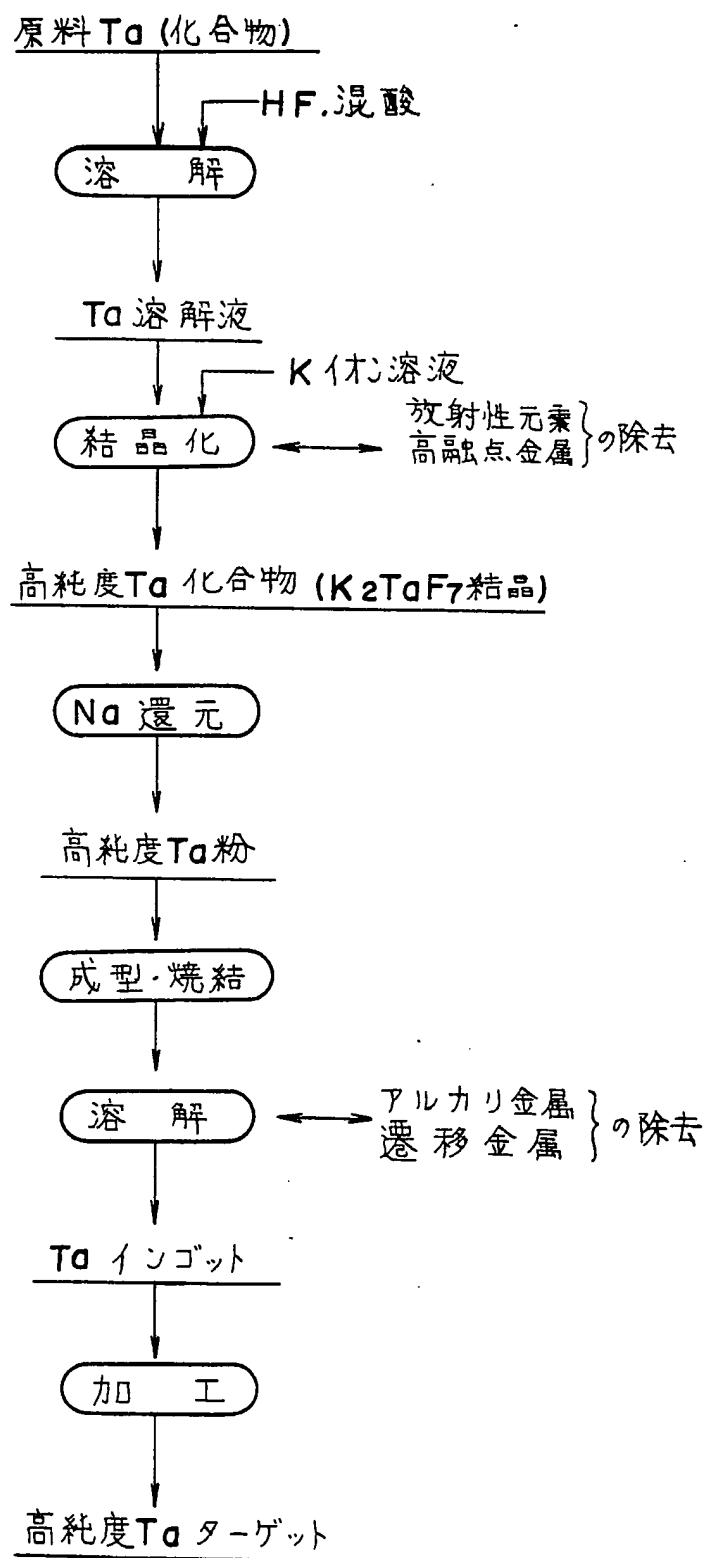 原料Ta(化合物)
HF.混酸
溶 解
Ta溶解液
Kイオン溶液
結晶化
放射性元素
高融点金属
の除去
高純度Ta化合物(K2TaF7結晶)
Na還元
高純度Ta粉
成型・焼結
溶 解
アルカリ金属
遷移金属
の除去
Taインゴット
加 工
高純度Taターゲット